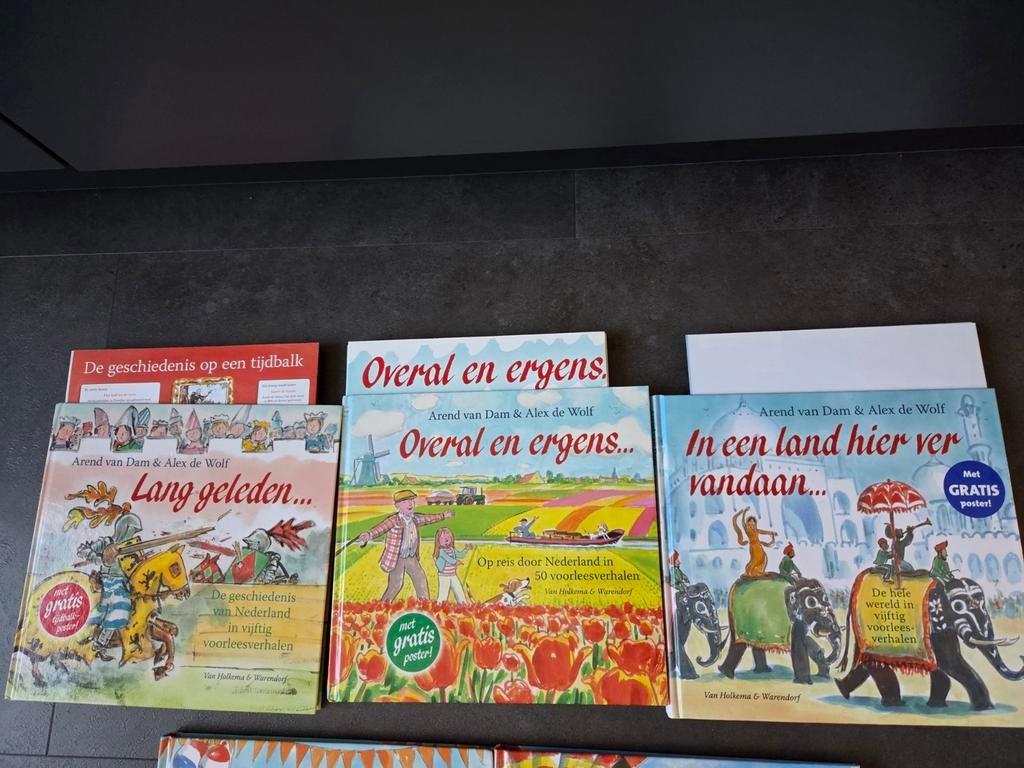 De geschiedenis op een tijdbalk
Arend van Dam & Alex de Wolf
Lang geleden...
met
gratis
tijdbalk-
poster!
De geschiedenis
van Nederland
in vijftig
voorleesverhalen
Van Holkema & Warendorf
Overal en ergens.
Arend van Dam & Alex de Wolf
Overal en ergens...
Op reis door Nederland in
50 voorleesverhalen
Van Holkema & Warendorf
met
gratis
poster!
Arend van Dam & Alex de Wolf
In een land hier ver
vandaan...
Met
GRATIS
poster!
De hele
wereld in
vijftig
voorlees-
verhalen
Van Holkema & Warendorf